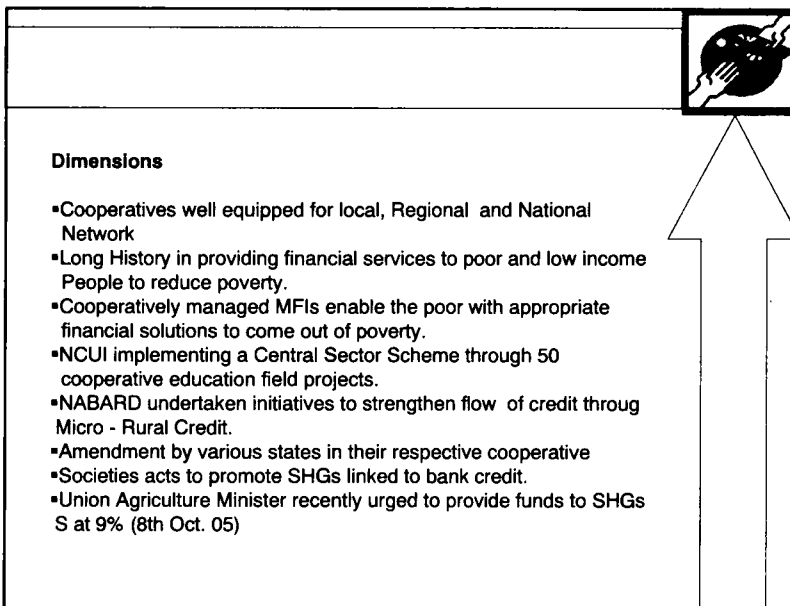 Dimensions
▪Cooperatives well equipped for local, Regional and National
Network
▪Long History in providing financial services to poor and low income
People to reduce poverty.
▪Cooperatively managed MFIs enable the poor with appropriate
financial solutions to come out of poverty.
▪NCUI implementing a Central Sector Scheme through 50
cooperative education field projects.
▪NABARD undertaken initiatives to strengthen flow of credit throug
Micro - Rural Credit.
▪Amendment by various states in their respective cooperative
▪Societies acts to promote SHGs linked to bank credit.
▪Union Agriculture Minister recently urged to provide funds to SHGs
S at 9% (8th Oct. 05)